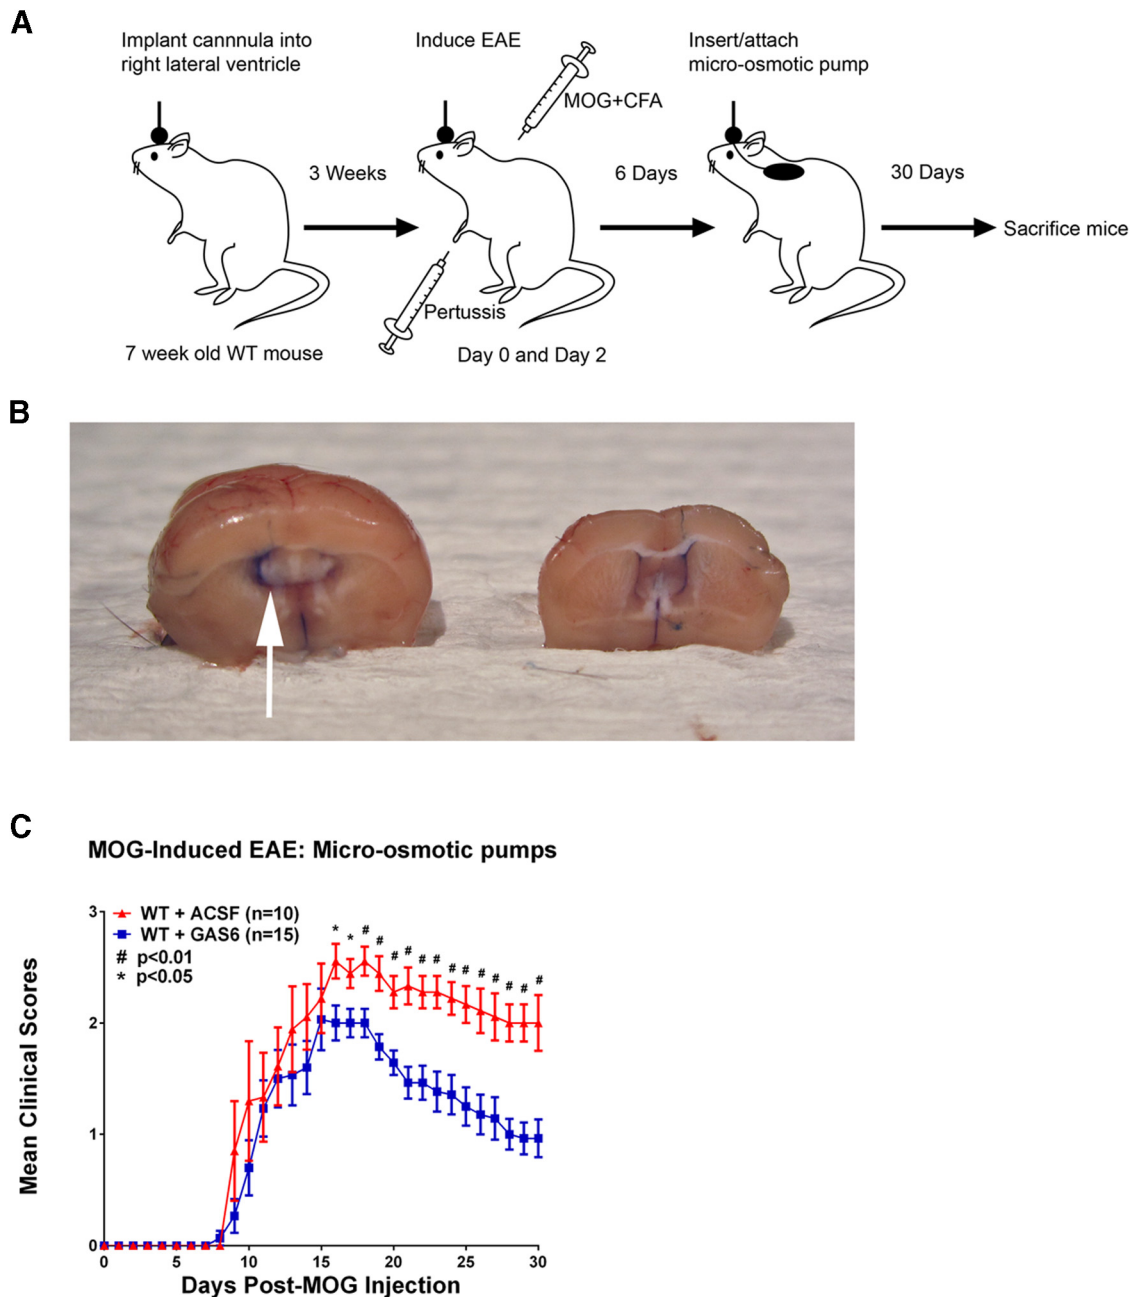 A
Implant cannnula into
right lateral ventricle
Induce EAE
MOG+CFA
Insert/attach
micro-osmotic pump
3 Weeks
6 Days
30 Days
Sacrifice mice
Pertussis
7 week old WT mouse
Day 0 and Day 2
B
C
MOG-Induced EAE: Micro-osmotic pumps
WT + ACSF (n=10)
WT + GAS6 (n=15)
# p<0.01
* p<0.05
* * # # # # # # # # # # # # #
3
2
1
0
Mean Clinical Scores
0 5 10 15 20 25 30
Days Post-MOG Injection